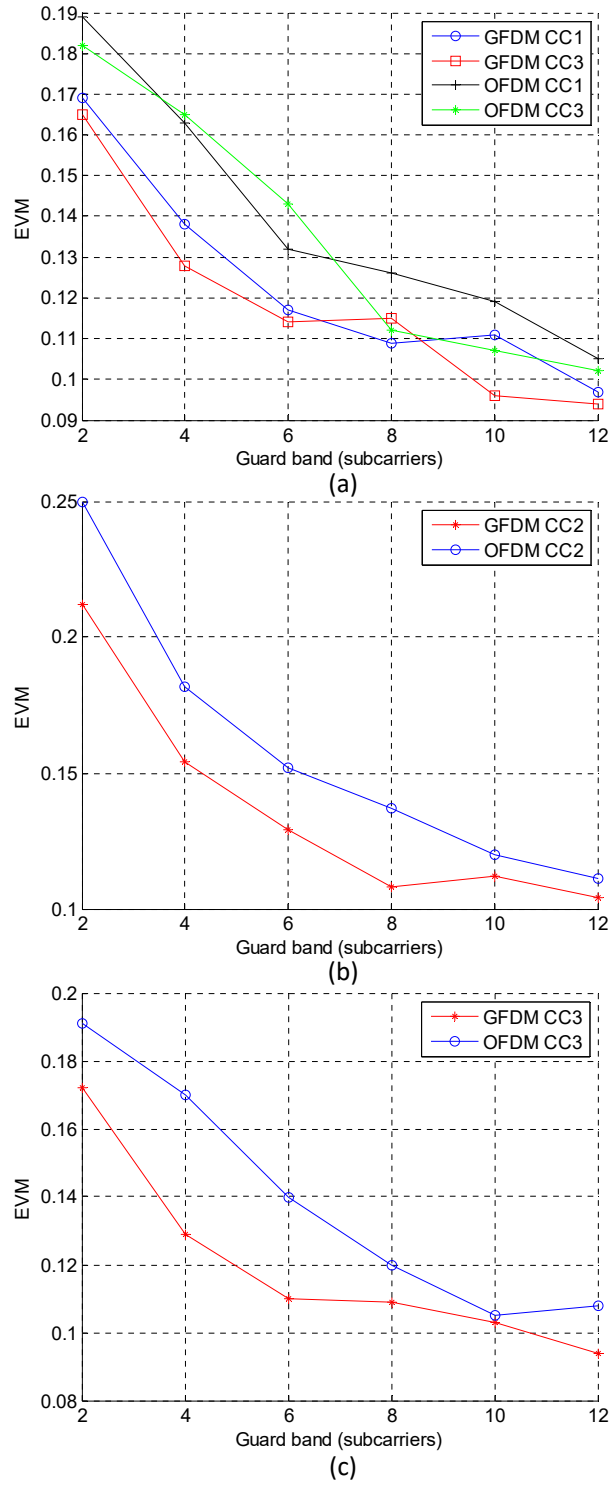 0.19
0.18
0.17
0.16
0.15
0.14
0.13
0.12
0.11
0.1
0.09
EVM
GFDM CC1
GFDM CC3
OFDM CC1
OFDM CC3
2 4 6 8 10 12
Guard band (subcarriers)
(a)
0.25
0.2
0.15
0.1
EVM
GFDM CC2
OFDM CC2
2 4 6 8 10 12
Guard band (subcarriers)
(b)
0.2
0.18
0.16
0.14
0.12
0.1
0.08
EVM
GFDM CC3
OFDM CC3
2 4 6 8 10 12
Guard band (subcarriers)
(c)